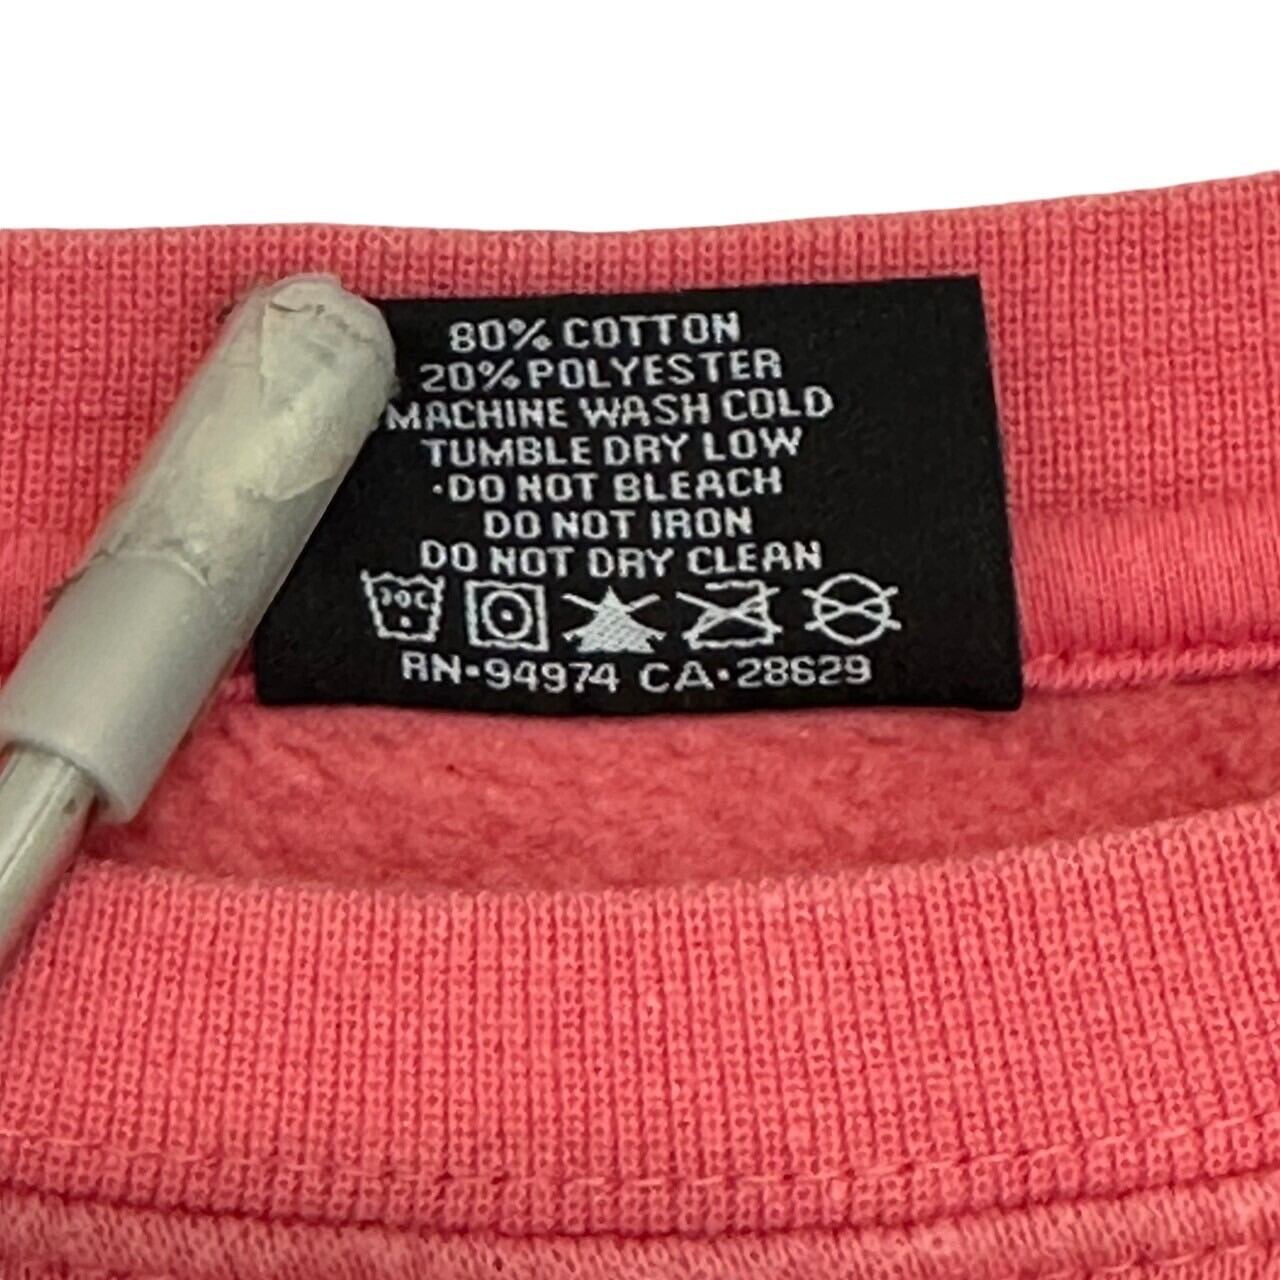 80% COTTON
20% POLYESTER
MACHINE WASH COLD
TUMBLE DRY LOW
·DO NOT BLEACH
DO NOT IRON
DO NOT DRY CLEAN
30C
RN·94974 CA·28629